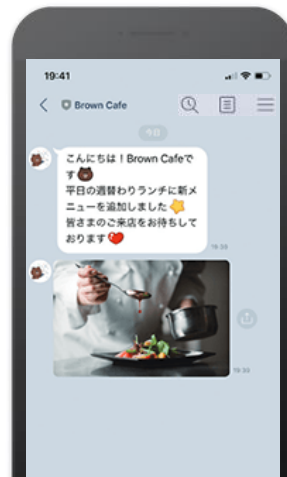 19:41
Brown Cafe
今日
こんにちは！Brown Cafeで
す
平日の週替わりランチに新メ
ニューを追加しました
皆さまのご来店をお待ちして
おります
19:39
19:39